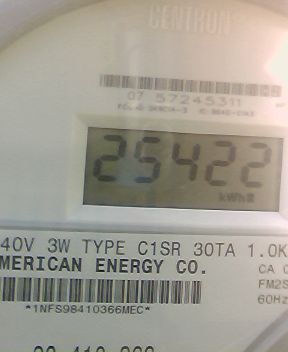 CENTRON
07 57245311
25422
kWh
40V 3W TYPE C1SR 30TA 1.0K
MERICAN ENERGY CO.
CA
FM2S
60Hz
*1NFS98410366MEC*